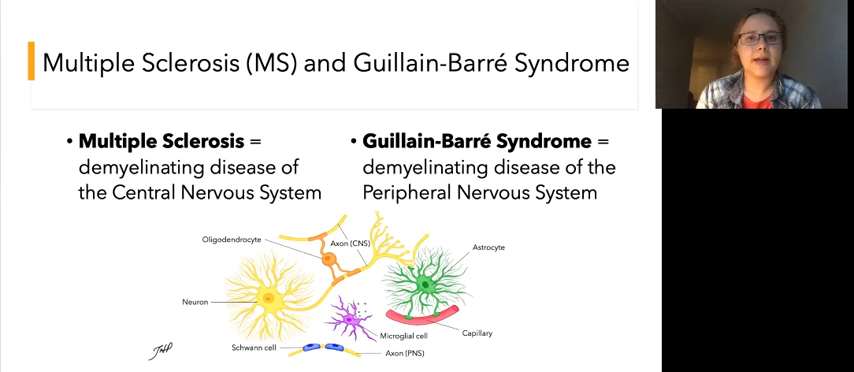 Multiple Sclerosis (MS) and Guillain-Barré Syndrome
• Multiple Sclerosis =
demyelinating disease of
the Central Nervous System
• Guillain-Barré Syndrome =
demyelinating disease of the
Peripheral Nervous System
Oligodendrocyte
Axon (CNS)
Astrocyte
Neuron
Microglial cell
Capillary
Schwann cell
Axon (PNS)